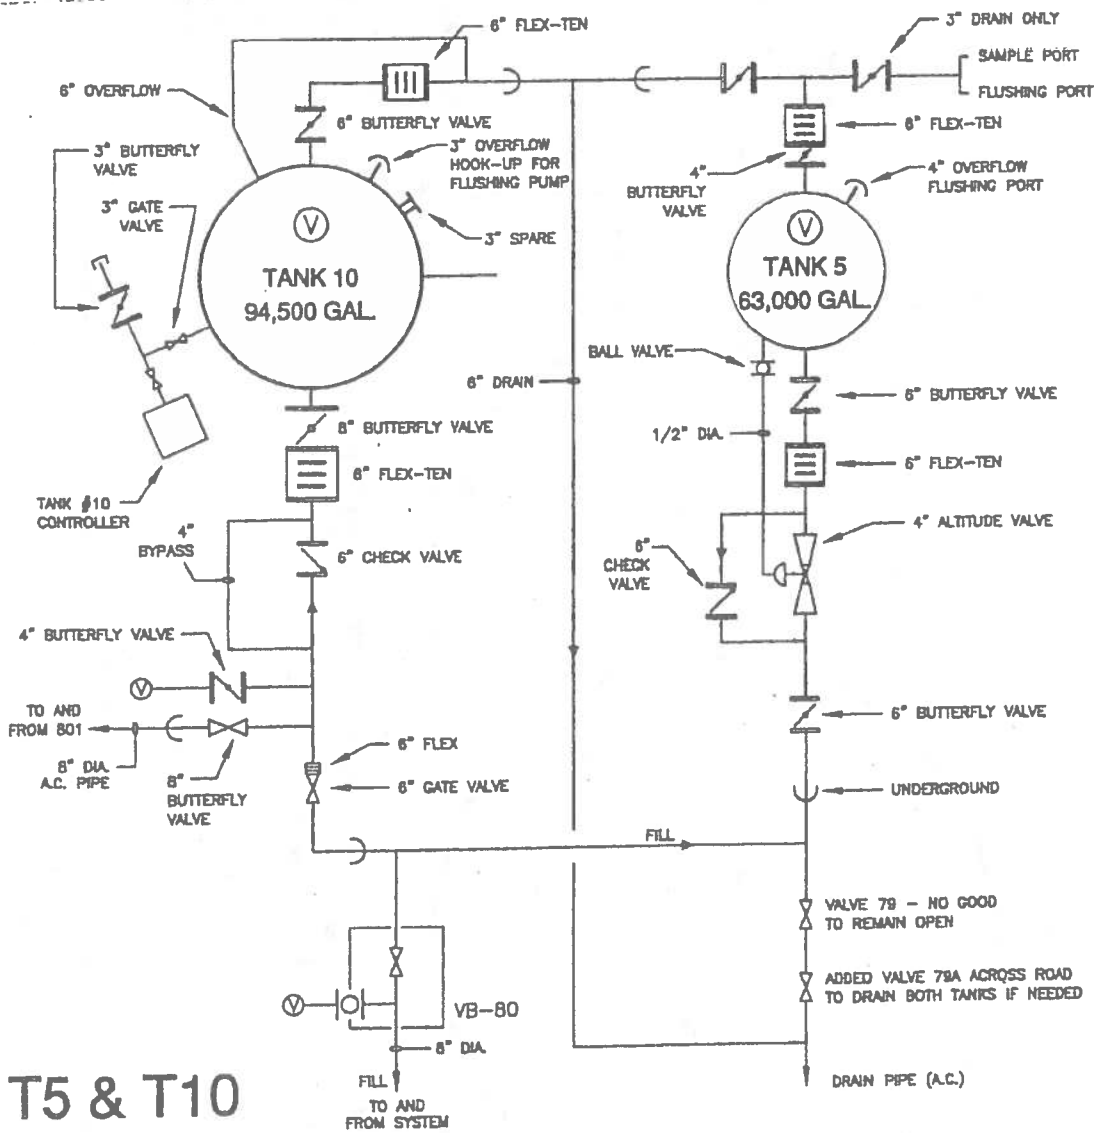 6" FLEX-TEN
3" DRAIN ONLY
SAMPLE PORT
FLUSHING PORT
6" OVERFLOW
6" BUTTERFLY VALVE
6" FLEX-TEN
3" BUTTERFLY
VALVE
3" OVERFLOW
HOOK-UP FOR
FLUSHING PUMP
4"
BUTTERFLY
VALVE
4" OVERFLOW
FLUSHING PORT
3" GATE
VALVE
V
3" SPARE
V
TANK 10
94,500 GAL.
TANK 5
63,000 GAL.
BALL VALVE
6" DRAIN
6" BUTTERFLY VALVE
8" BUTTERFLY VALVE
1/2" DIA.
6" FLEX-TEN
6" FLEX-TEN
TANK #10
CONTROLLER
4"
BYPASS
4" ALTITUDE VALVE
6" CHECK VALVE
6"
CHECK
VALVE
4" BUTTERFLY VALVE
V
TO AND
FROM 801
6" BUTTERFLY VALVE
8" DIA.
A.C. PIPE
8"
BUTTERFLY
VALVE
6" FLEX
6" GATE VALVE
UNDERGROUND
FILL
VALVE 79 - NO GOOD
TO REMAIN OPEN
ADDED VALVE 79A ACROSS ROAD
TO DRAIN BOTH TANKS IF NEEDED
V
VB-80
8" DIA.
FILL
TO AND
FROM SYSTEM
DRAIN PIPE (A.C.)
T5 & T10